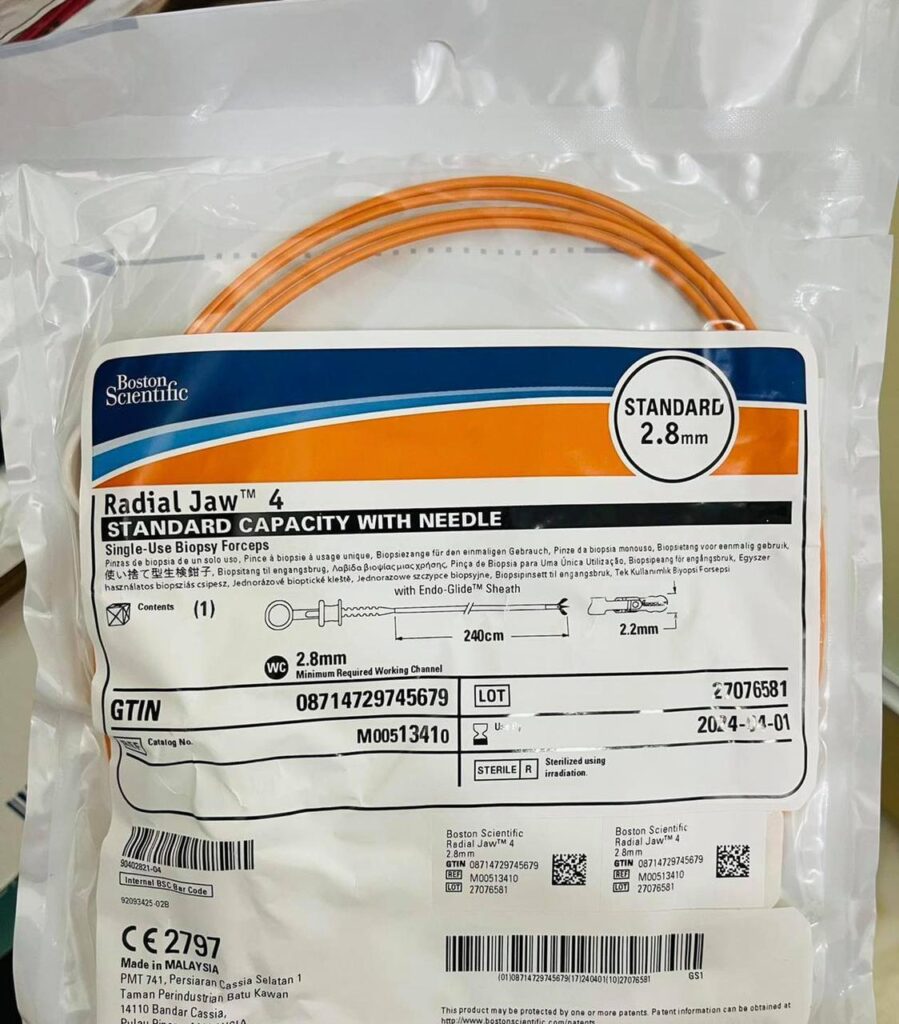 Boston
Scientific
STANDARD
2.8mm
Radial Jaw™ 4
STANDARD CAPACITY WITH NEEDLE
Single-Use Biopsy Forceps
Pinzas de biopsia de un solo uso, Pince à biopsie à usage unique, Biopsiezange für den einmaligen Gebrauch, Pinze da biopsia monouso, Biopsietang voor eenmalig gebruik,
使い捨て型生検鉗子, Biopsitang til engangsbrug, Λαβίδα βιοψίας μιας χρήσης, Pinça de Biopsia para Uma Única Utilização, Biopsipeang för engångsbruk, Egyszer
használatos biopsziás csipesz, Jednorázové bioptické kleště, Jednorazowe szczypce biopsyjne, Biopsipinsett til engangsbruk, Tek Kullanımlık Biyopsi Forsepsi
with Endo-Glide™ Sheath
Contents (1)
240cm
2.2mm
WC 2.8mm
Minimum Required Working Channel
GTIN 08714729745679
LOT 27076581
Catalog No. M00513410
2024-04-01
STERILE R Sterilized using
irradiation.
90402821-04
Internal BSC Bar Code
92093425-02B
Boston Scientific
Radial Jaw™ 4
2.8mm
GTIN 08714729745679
REF M00513410
LOT 27076581
Boston Scientific
Radial Jaw™ 4
2.8mm
GTIN 08714729745679
REF M00513410
LOT 27076581
CE 2797
Made in MALAYSIA
PMT 741, Persiaran Cassia Selatan 1
Taman Perindustrian Batu Kawan
14110 Bandar Cassia,
(01)08714729745679(17)240401(10)27076581
GS1
This product may be protected by one or more patents. Patent information can be obtained at
http://www.bostonscientific.com/patents